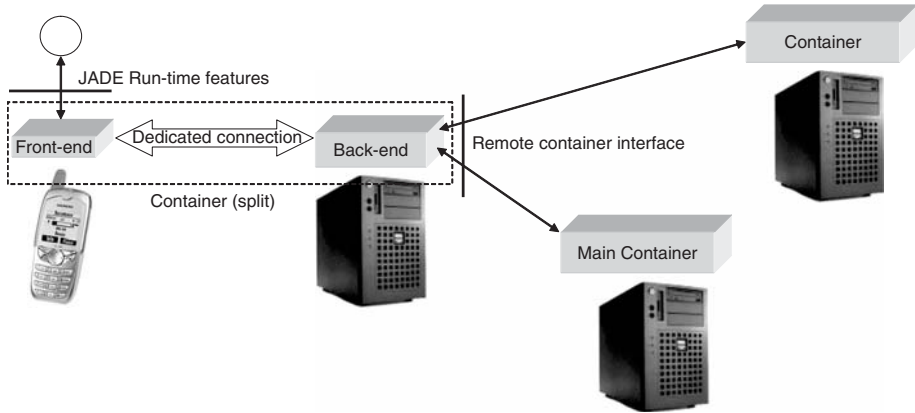 Container
JADE Run-time features
Front-end
Dedicated connection
Back-end
Remote container interface
Container (split)
Main Container